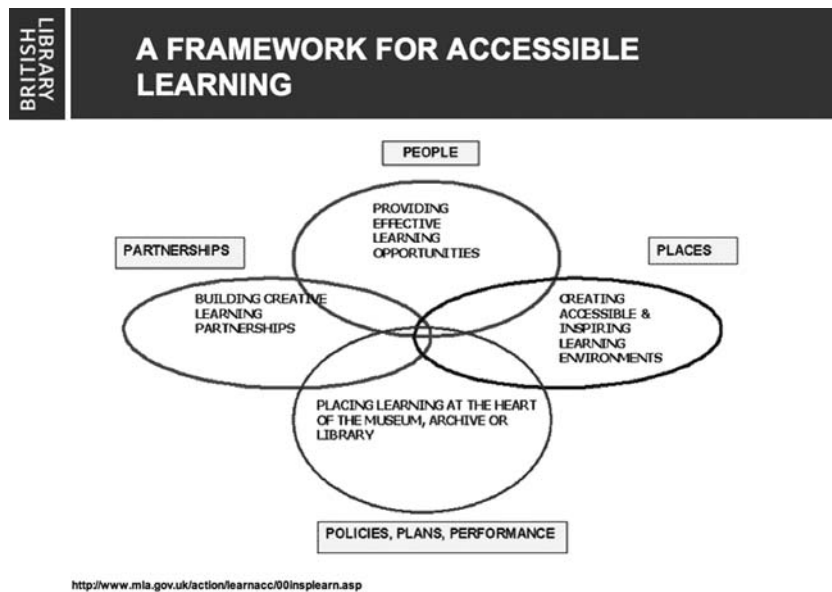 BRITISH
LIBRARY
A FRAMEWORK FOR ACCESSIBLE
LEARNING
PEOPLE
PROVIDING
EFFECTIVE
LEARNING
OPPORTUNITIES
PARTNERSHIPS
PLACES
BUILDING CREATIVE
LEARNING
PARTNERSHIPS
CREATING
ACCESSIBLE &
INSPIRING
LEARNING
ENVIRONMENTS
PLACING LEARNING AT THE HEART
OF THE MUSEUM, ARCHIVE OR
LIBRARY
POLICIES, PLANS, PERFORMANCE
http://www.mla.gov.uk/action/learnacc/00insplearn.asp